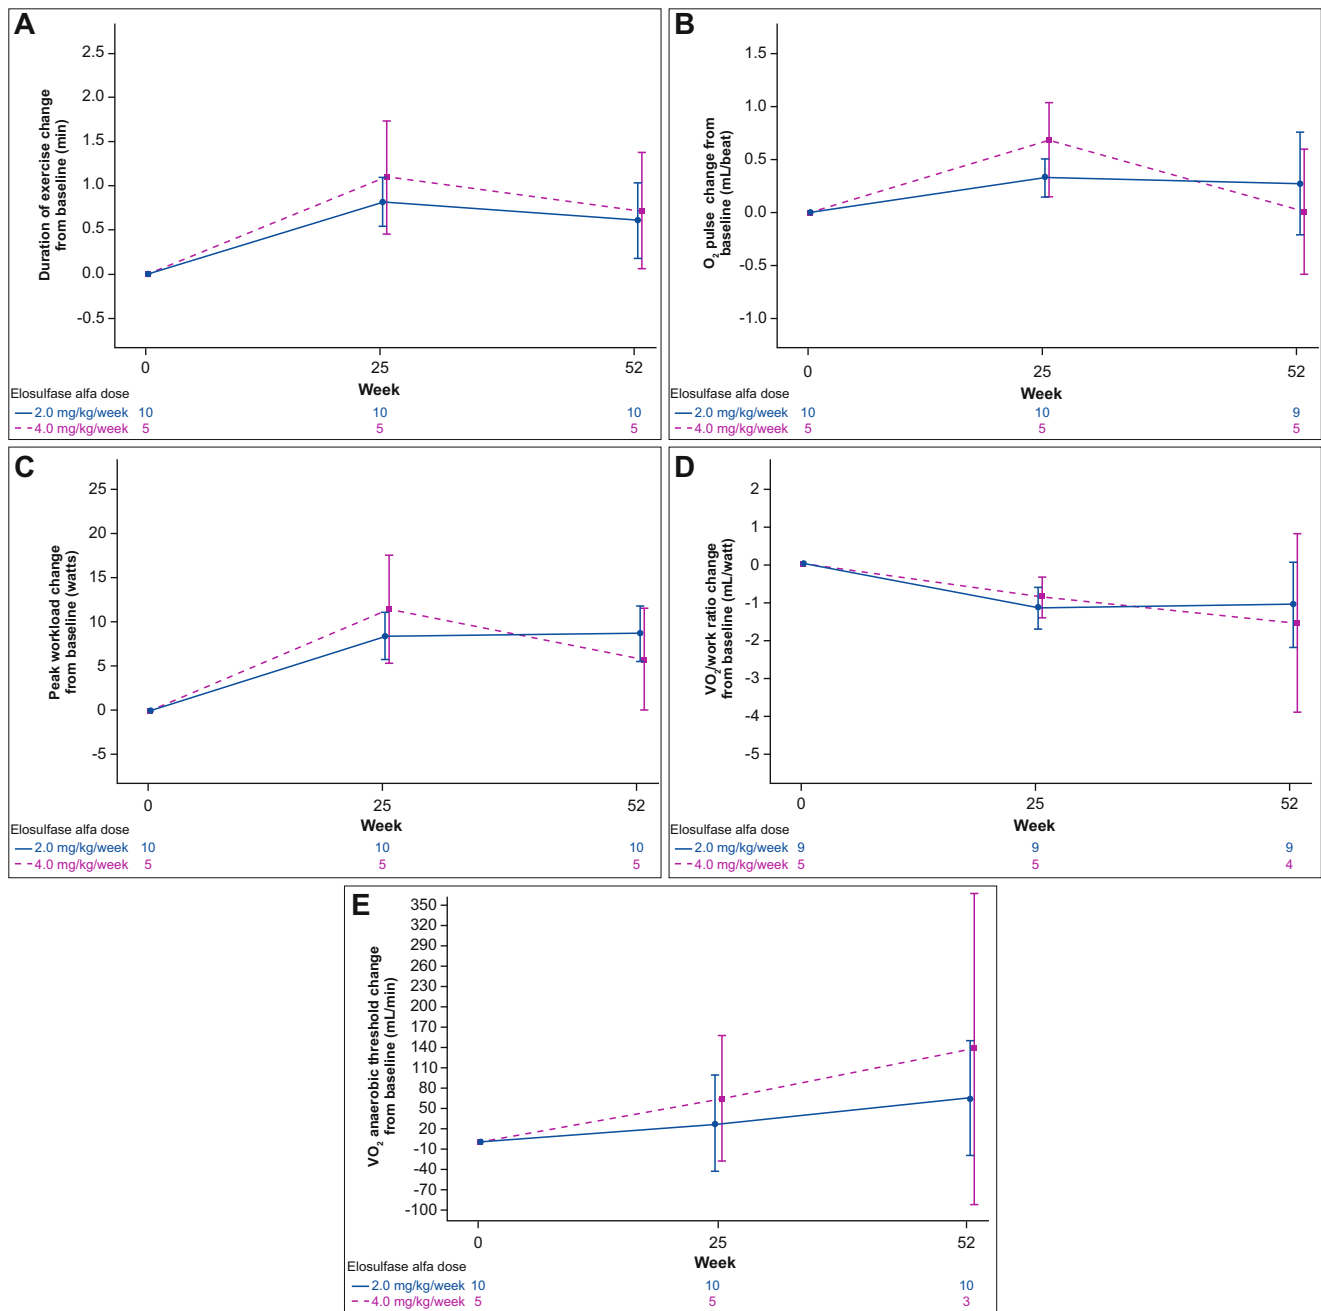 A
Duration of exercise change
from baseline (min)
2.5
2.0
1.5
1.0
0.5
0.0
-0.5
0 25 52
Week
Elosulfase alfa dose
2.0 mg/kg/week 10 10 10
4.0 mg/kg/week 5 5 5
B
O2 pulse change from
baseline (mL/beat)
1.5
1.0
0.5
0.0
-0.5
-1.0
0 25 52
Week
Elosulfase alfa dose
2.0 mg/kg/week 10 10 9
4.0 mg/kg/week 5 5 5
C
Peak workload change
from baseline (watts)
25
20
15
10
5
0
-5
0 25 52
Week
Elosulfase alfa dose
2.0 mg/kg/week 10 10 10
4.0 mg/kg/week 5 5 5
D
VO2/work ratio change
from baseline (mL/watt)
2
1
0
-1
-2
-3
-4
-5
0 25 52
Week
Elosulfase alfa dose
2.0 mg/kg/week 9 9 9
4.0 mg/kg/week 5 5 4
E
VO2 anaerobic threshold change
from baseline (mL/min)
350
320
290
260
230
200
170
140
110
80
50
20
-10
-40
-70
-100
0 25 52
Week
Elosulfase alfa dose
2.0 mg/kg/week 10 10 10
4.0 mg/kg/week 5 5 3